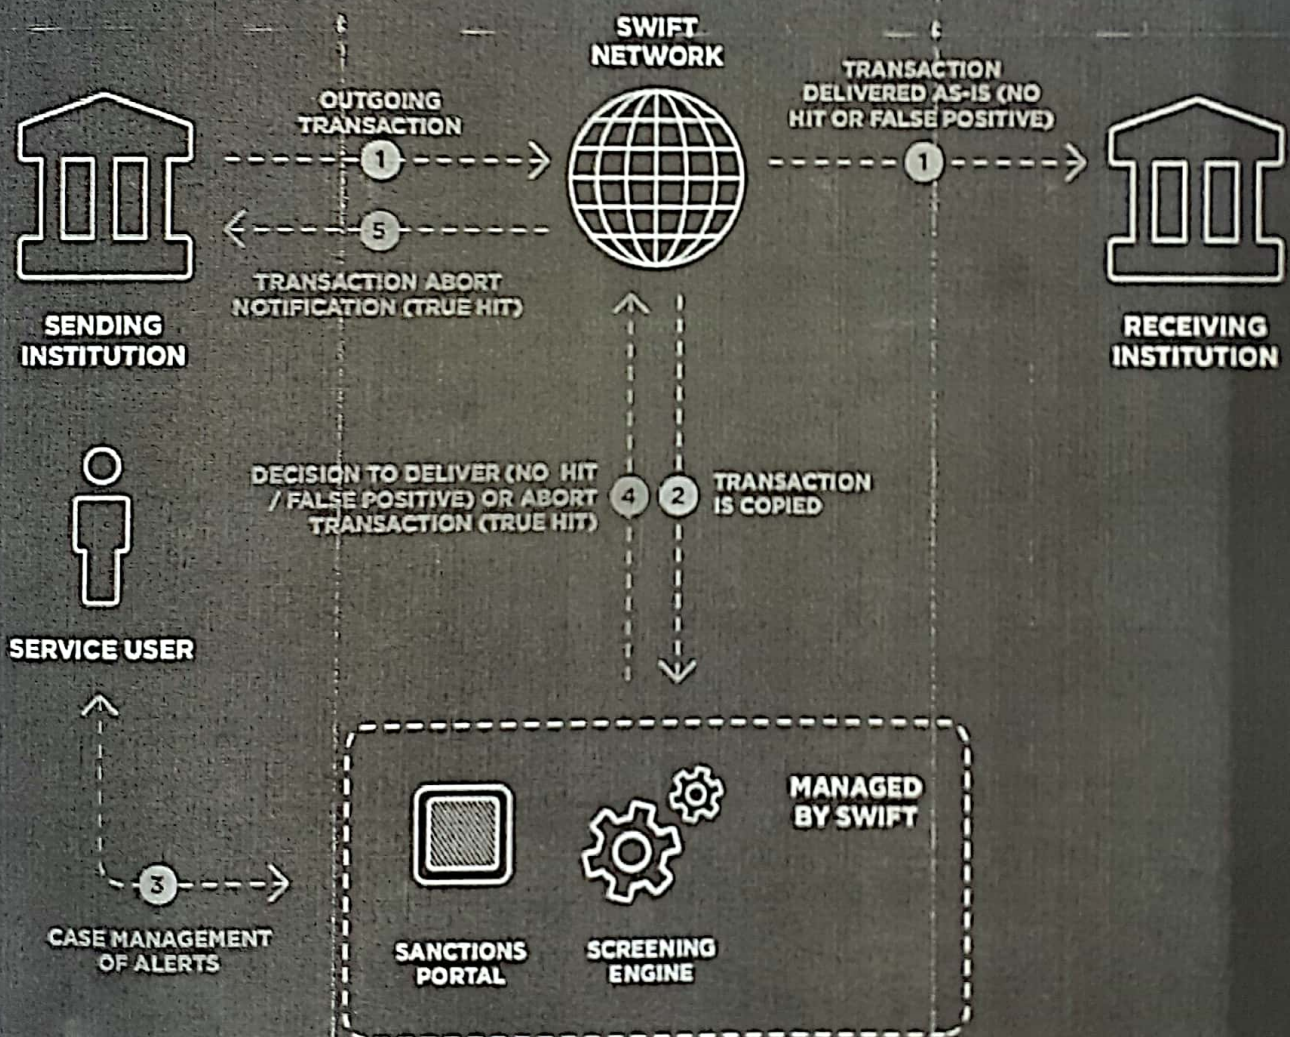 SWIFT
NETWORK
OUTGOING
TRANSACTION
1
TRANSACTION
DELIVERED AS-IS (NO
HIT OR FALSE POSITIVE)
1
5
TRANSACTION ABORT
NOTIFICATION (TRUE HIT)
SENDING
INSTITUTION
RECEIVING
INSTITUTION
DECISION TO DELIVER (NO HIT
/ FALSE POSITIVE) OR ABORT
TRANSACTION (TRUE HIT)
4
2
TRANSACTION
IS COPIED
SERVICE USER
3
CASE MANAGEMENT
OF ALERTS
MANAGED
BY SWIFT
SANCTIONS
PORTAL
SCREENING
ENGINE